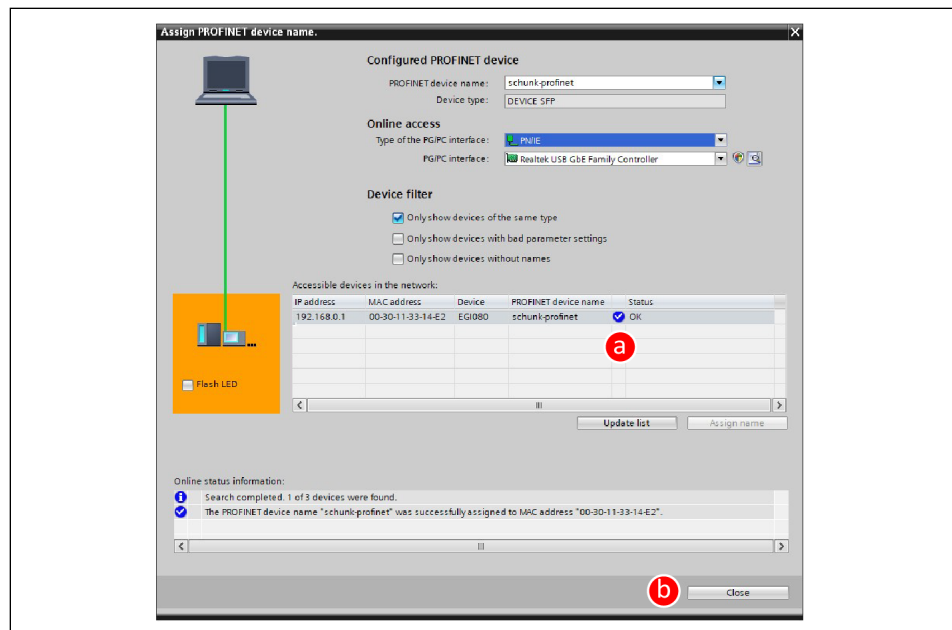 Assign PROFINET device name.
X
Configured PROFINET device
PROFINET device name: schunk-profinet
Device type: DEVICE SFP
Online access
Type of the PG/PC interface: PN/IE
PG/PC interface: Realtek USB GbE Family Controller
Device filter
Only show devices of the same type
Only show devices with bad parameter settings
Only show devices without names
Accessible devices in the network:
IP address MAC address Device PROFINET device name Status
192.168.0.1 00-30-11-33-14-E2 EGI080 schunk-profinet OK
a
Flash LED
Update list Assign name
Online status information:
Search completed. 1 of 3 devices were found.
The PROFINET device name "schunk-profinet" was successfully assigned to MAC address "00-30-11-33-14-E2".
b Close